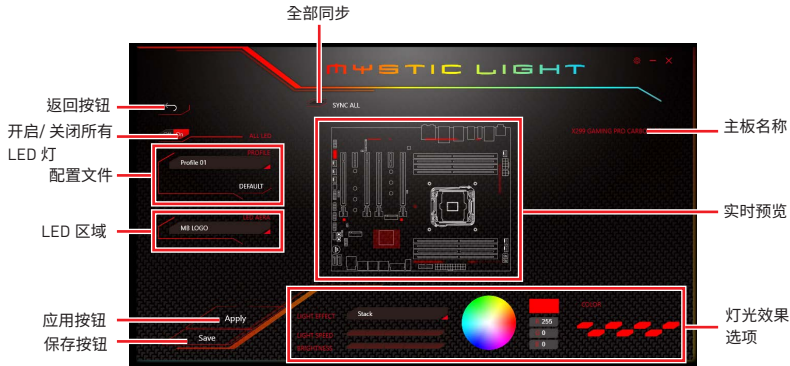 全部同步
MYSTIC LIGHT
返回按钮
SYNC ALL
开启/ 关闭所有
LED 灯
ALL LED
X299 GAMING PRO CARBON
主板名称
配置文件
PROFILE
Profile 01
DEFAULT
LED 区域
LED AREA
MB LOGO
实时预览
应用按钮
Apply
保存按钮
Save
LIGHT EFFECT
Stack
LIGHT SPEED
BRIGHTNESS
255
0
0
COLOR
灯光效果
选项